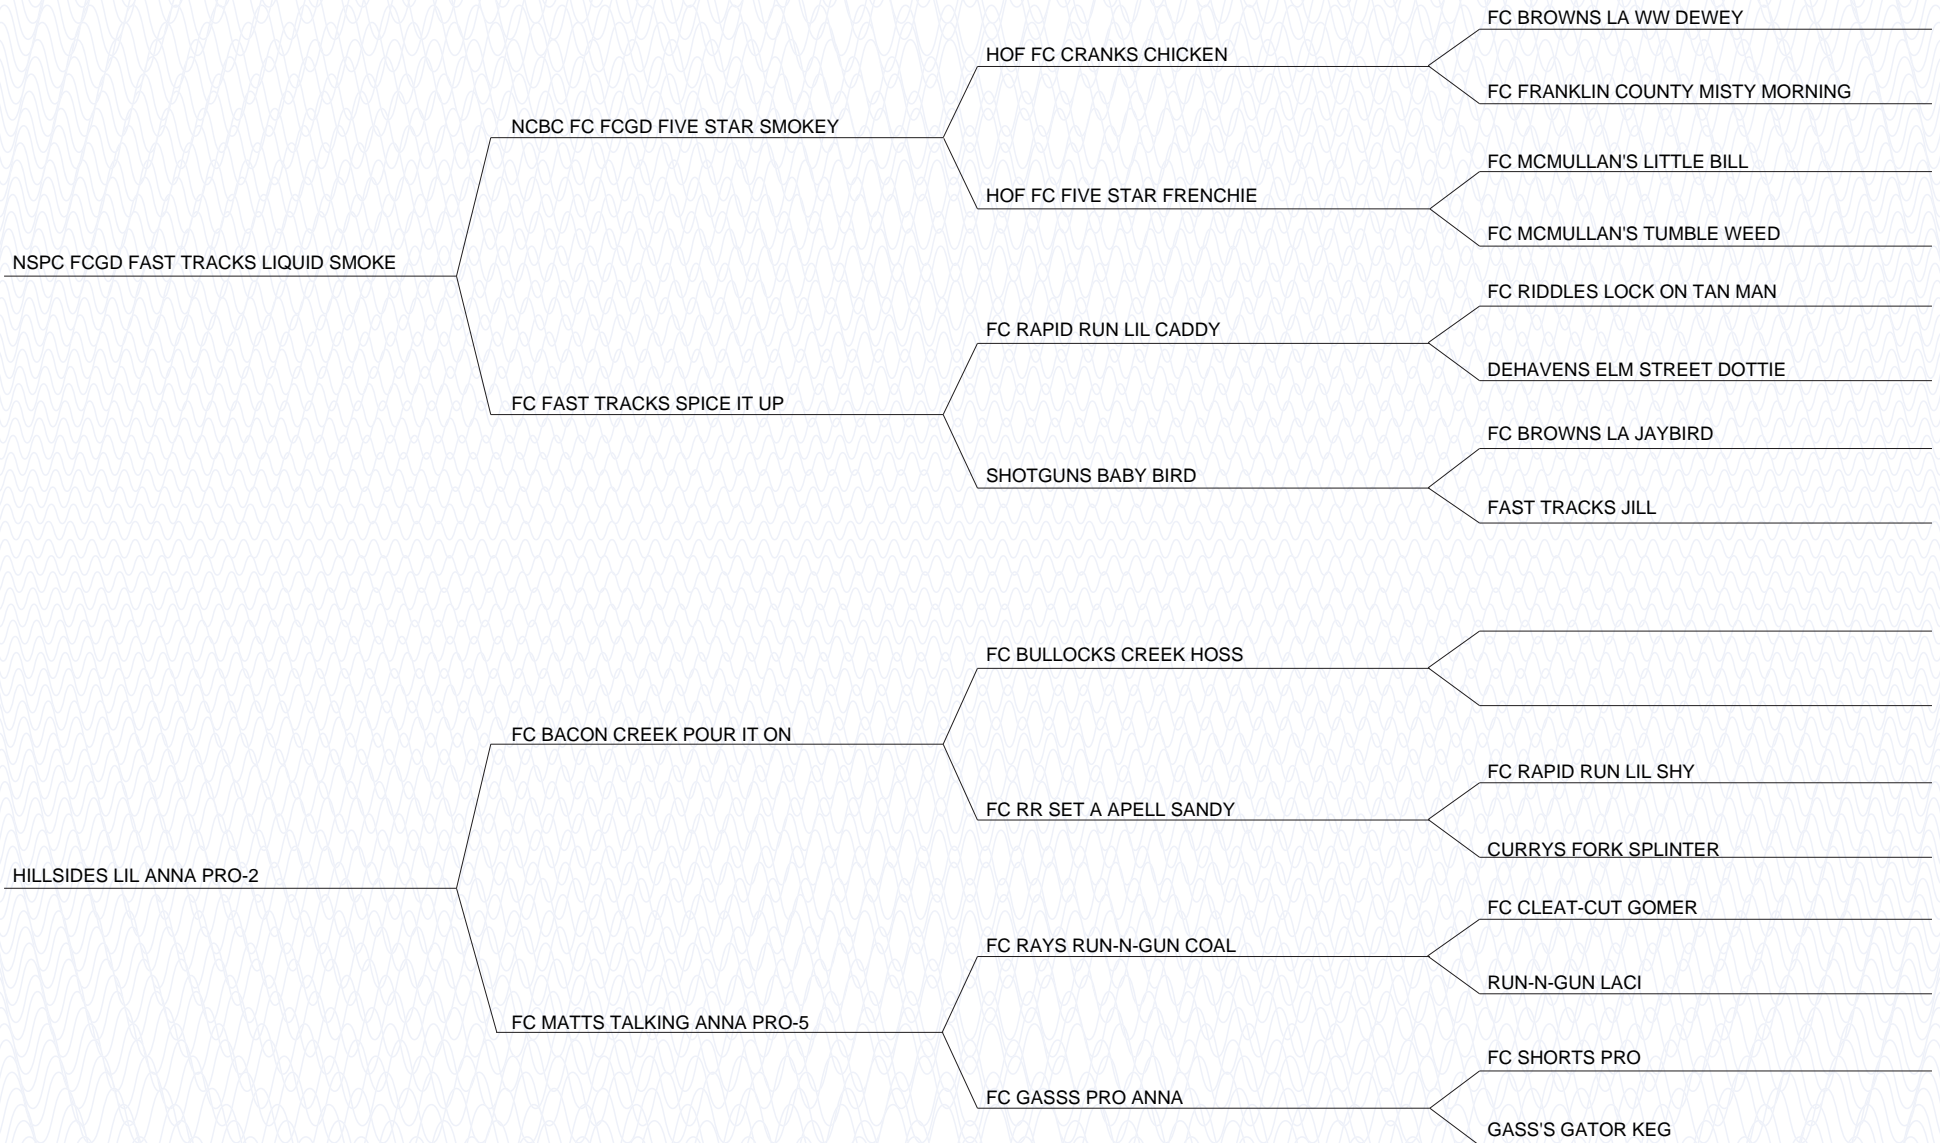 FC BROWNS LA WW DEWEY
HOF FC CRANKS CHICKEN
FC FRANKLIN COUNTY MISTY MORNING
NCBC FC FCGD FIVE STAR SMOKEY
FC MCMULLAN'S LITTLE BILL
HOF FC FIVE STAR FRENCHIE
FC MCMULLAN'S TUMBLE WEED
NSPC FCGD FAST TRACKS LIQUID SMOKE
FC RIDDLES LOCK ON TAN MAN
FC RAPID RUN LIL CADDY
DEHAVENS ELM STREET DOTTIE
FC FAST TRACKS SPICE IT UP
FC BROWNS LA JAYBIRD
SHOTGUNS BABY BIRD
FAST TRACKS JILL
FC BULLOCKS CREEK HOSS
FC BACON CREEK POUR IT ON
FC RAPID RUN LIL SHY
FC RR SET A APELL SANDY
CURRYS FORK SPLINTER
HILLSIDES LIL ANNA PRO-2
FC CLEAT-CUT GOMER
FC RAYS RUN-N-GUN COAL
RUN-N-GUN LACI
FC MATTS TALKING ANNA PRO-5
FC SHORTS PRO
FC GASSS PRO ANNA
GASS'S GATOR KEG